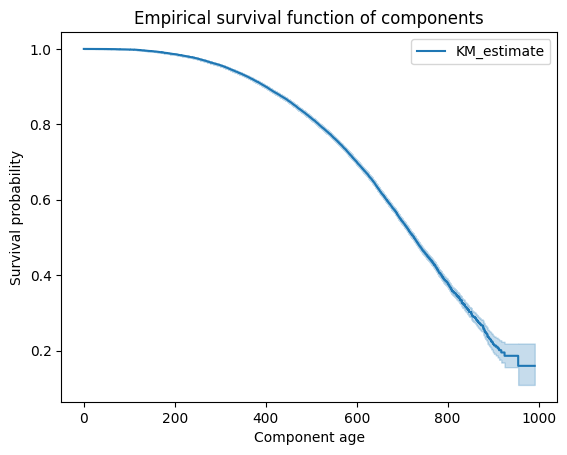 Empirical survival function of components
KM_estimate
Survival probability
1.0
0.8
0.6
0.4
0.2
0 200 400 600 800 1000
Component age